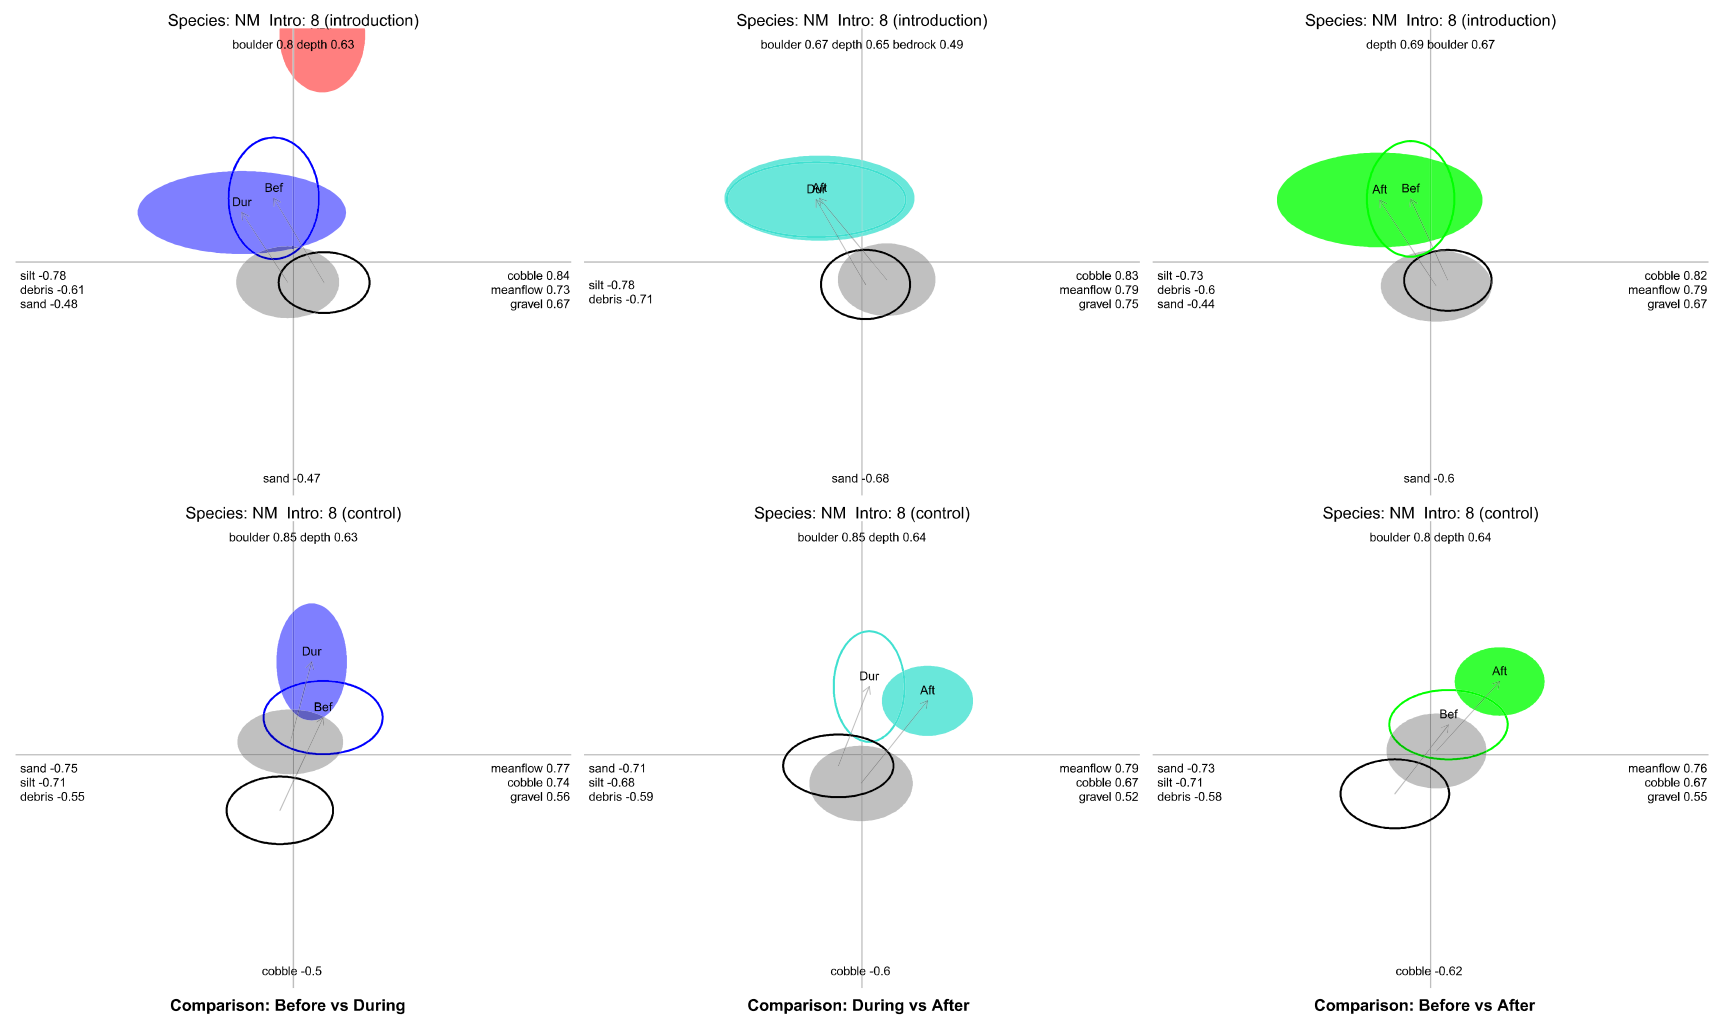 Species: NM  Intro: 8 (introduction)
boulder 0.8 depth 0.63
Bef
Dur
silt -0.78
debris -0.61
sand -0.48
cobble 0.84
meanflow 0.73
gravel 0.67
sand -0.47
Species: NM  Intro: 8 (introduction)
boulder 0.67 depth 0.65 bedrock 0.49
Dur
Aft
silt -0.78
debris -0.71
cobble 0.83
meanflow 0.79
gravel 0.75
sand -0.68
Species: NM  Intro: 8 (introduction)
depth 0.69 boulder 0.67
Aft
Bef
silt -0.73
debris -0.6
sand -0.44
cobble 0.82
meanflow 0.79
gravel 0.67
sand -0.6
Species: NM  Intro: 8 (control)
boulder 0.85 depth 0.63
Dur
Bef
sand -0.75
silt -0.71
debris -0.55
meanflow 0.77
cobble 0.74
gravel 0.56
cobble -0.5
Comparison: Before vs During
Species: NM  Intro: 8 (control)
boulder 0.85 depth 0.64
Dur
Aft
sand -0.71
silt -0.68
debris -0.59
meanflow 0.79
cobble 0.67
gravel 0.52
cobble -0.6
Comparison: During vs After
Species: NM  Intro: 8 (control)
boulder 0.8 depth 0.64
Aft
Bef
sand -0.73
silt -0.71
debris -0.58
meanflow 0.76
cobble 0.67
gravel 0.55
cobble -0.62
Comparison: Before vs After